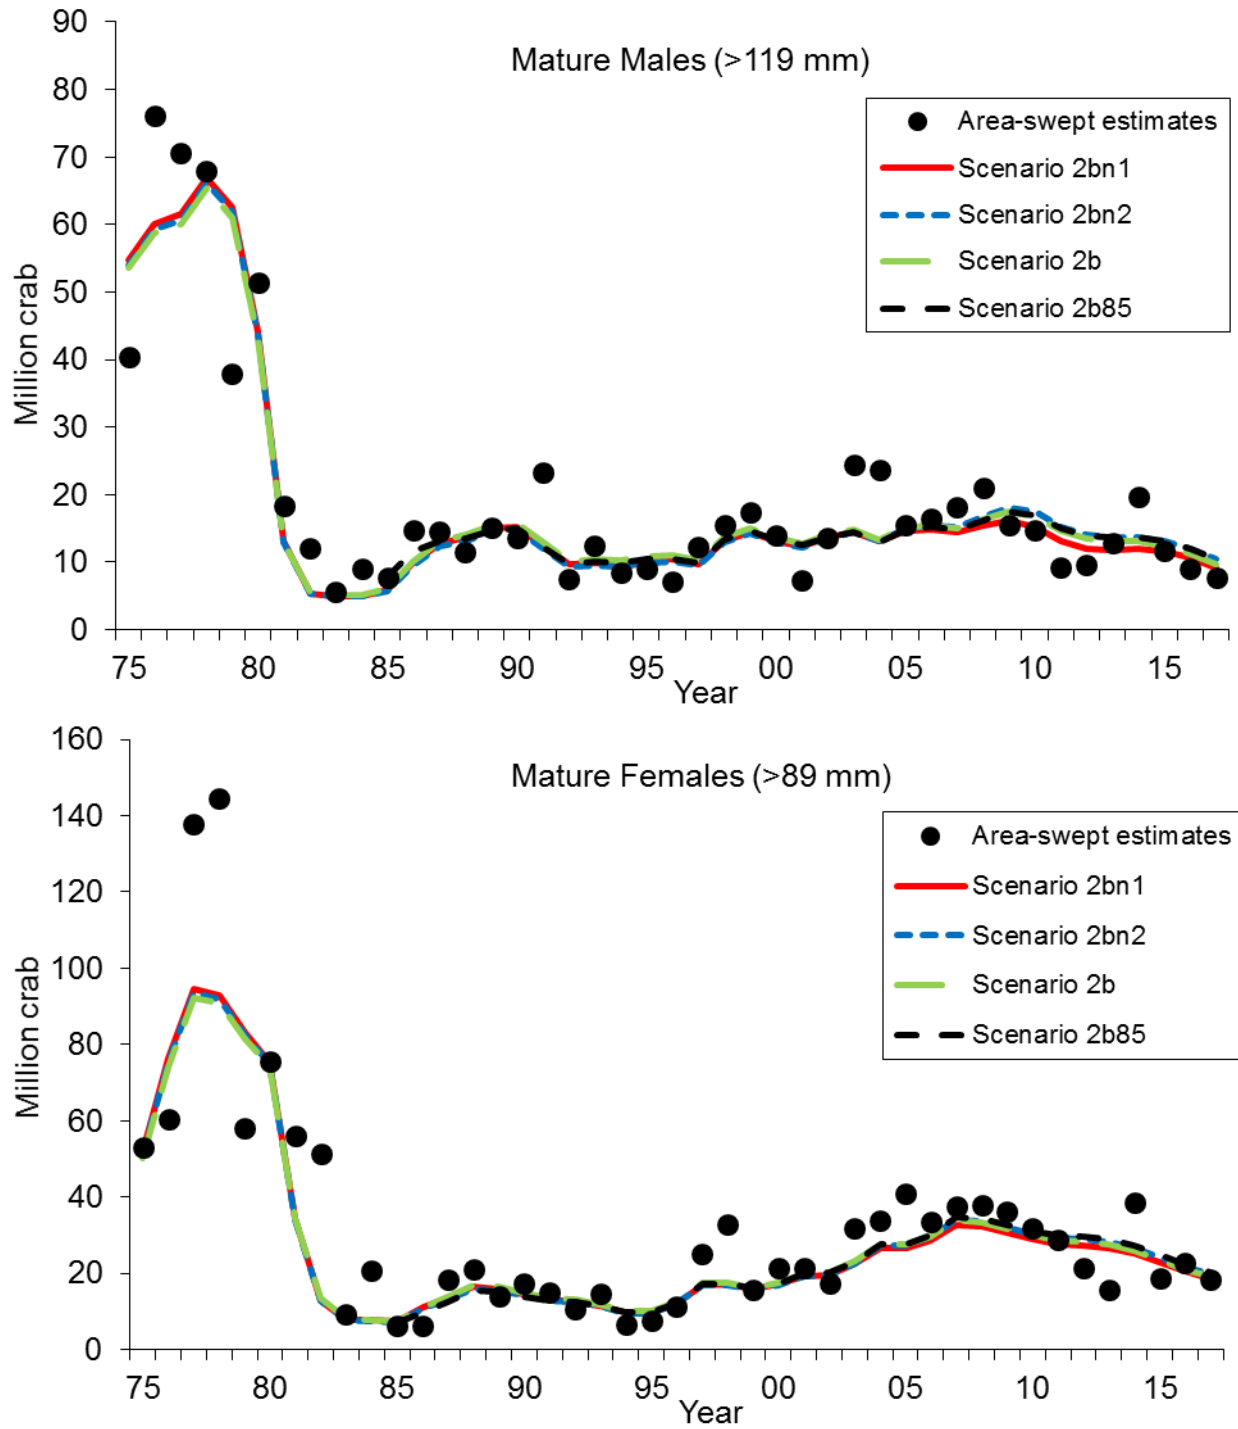 90
Mature Males (>119 mm)
80
Area-swept estimates
70
Scenario 2bn1
60
Scenario 2bn2
50
Scenario 2b
40
Scenario 2b85
30
20
10
0
Million crab
75 80 85 90 95 00 05 10 15
Year
160
Mature Females (>89 mm)
140
Area-swept estimates
120
Scenario 2bn1
100
Scenario 2bn2
80
Scenario 2b
60
Scenario 2b85
40
20
0
Million crab
75 80 85 90 95 00 05 10 15
Year